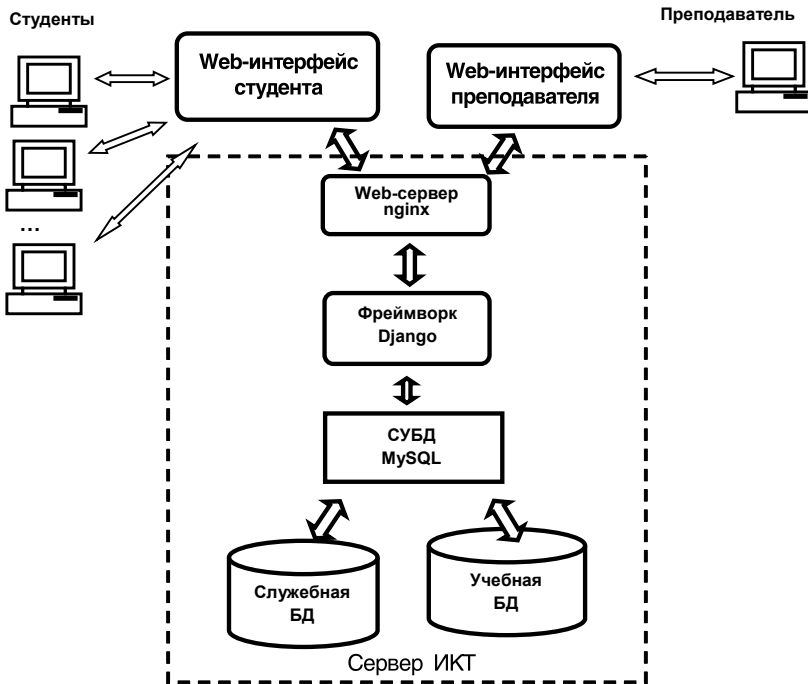 Студенты
Преподаватель
Web-интерфейс
студента
Web-интерфейс
преподавателя
...
Web-сервер
nginx
Фреймворк
Django
СУБД
MySQL
Служебная
БД
Учебная
БД
Сервер ИКТ